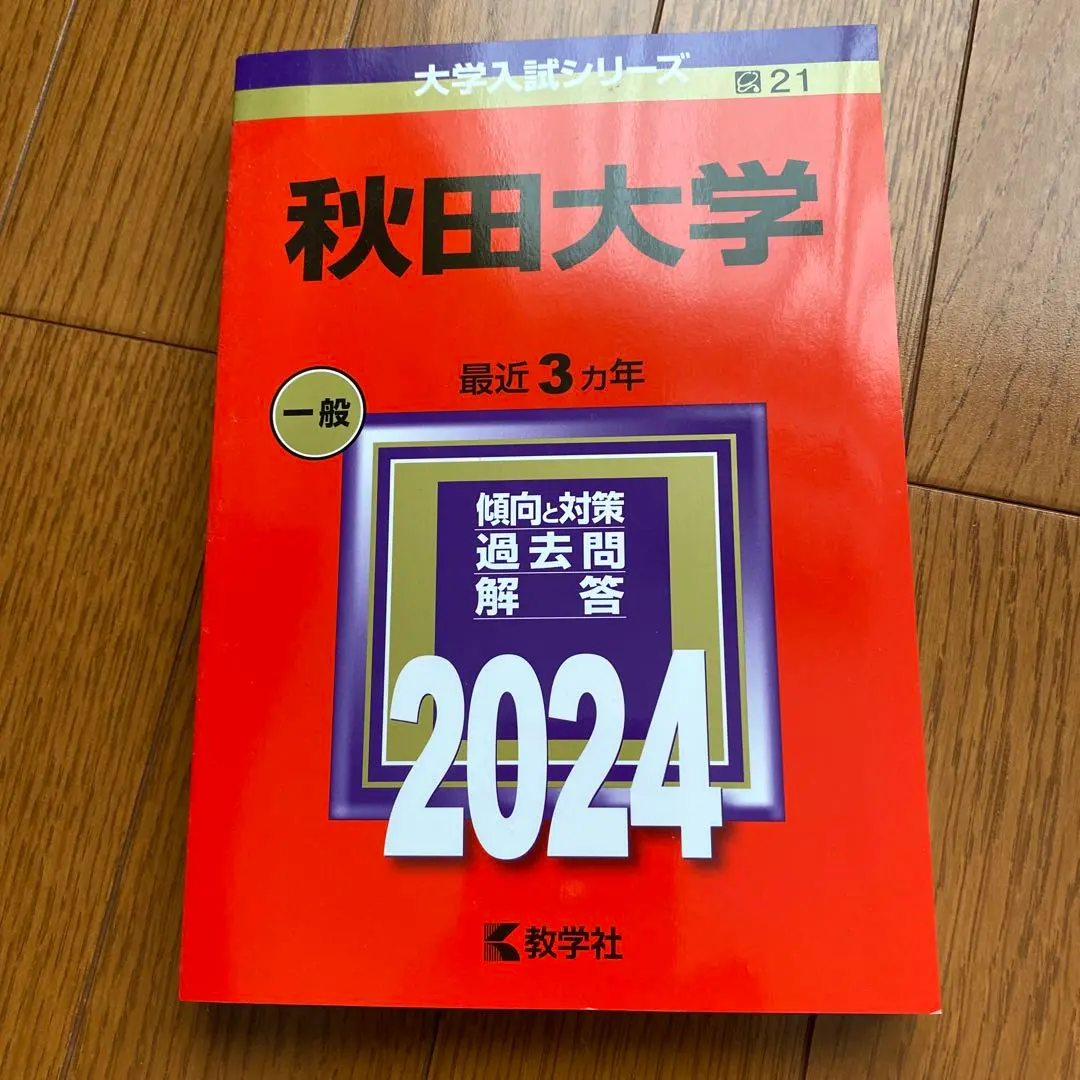 大学入試シリーズ
21
秋田大学
最近3ヵ年
一般
傾向と対策
過去問
解答
2024
教学社